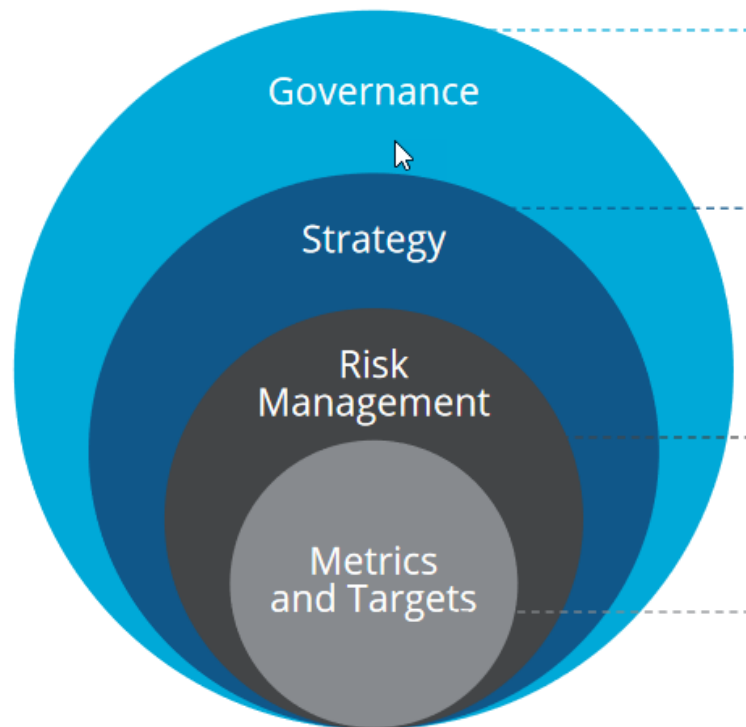 Governance
Strategy
Risk
Management
Metrics
and Targets